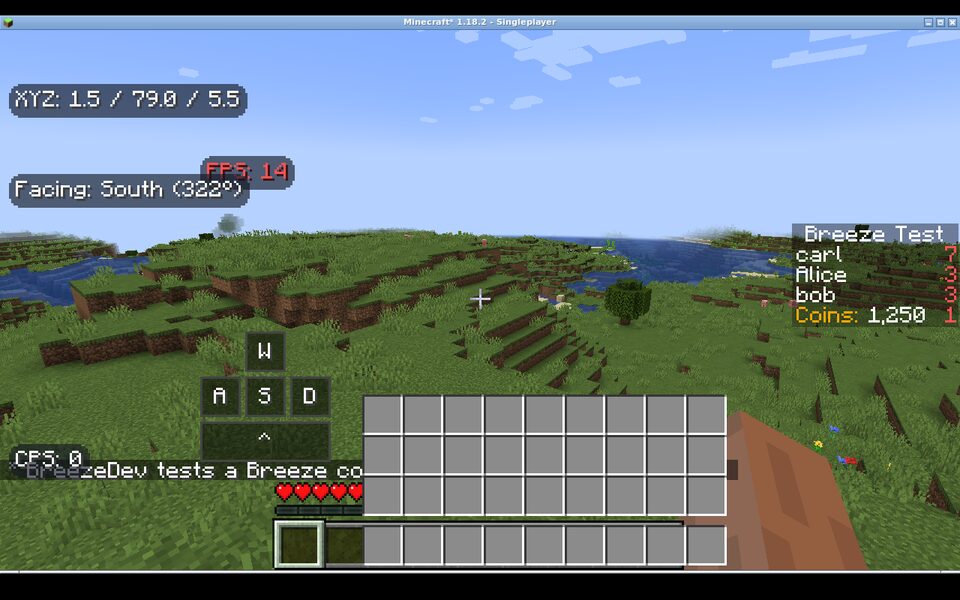 Minecraft* 1.18.2 - Singleplayer
XYZ: 1.5 / 79.0 / 5.5
FPS: 14
Facing: South (322°)
Breeze Test
carl 7
Alice 3
bob 3
Coins: 1,250 1
W
A S D
^
CPS: 0
BreezeDev tests a Breeze co